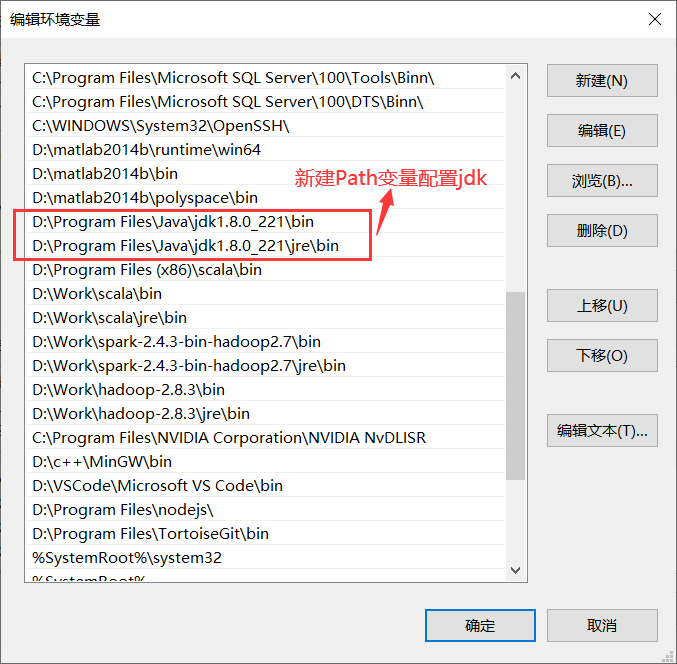 编辑环境变量
C:\Program Files\Microsoft SQL Server\100\Tools\Binn\
C:\Program Files\Microsoft SQL Server\100\DTS\Binn\
C:\WINDOWS\System32\OpenSSH\
D:\matlab2014b\runtime\win64
D:\matlab2014b\bin
D:\matlab2014b\polyspace\bin
新建Path变量配置jdk
D:\Program Files\Java\jdk1.8.0_221\bin
D:\Program Files\Java\jdk1.8.0_221\jre\bin
D:\Program Files (x86)\scala\bin
D:\Work\scala\bin
D:\Work\scala\jre\bin
D:\Work\spark-2.4.3-bin-hadoop2.7\bin
D:\Work\spark-2.4.3-bin-hadoop2.7\jre\bin
D:\Work\hadoop-2.8.3\bin
D:\Work\hadoop-2.8.3\jre\bin
C:\Program Files\NVIDIA Corporation\NVIDIA NvDLISR
D:\c++\MinGW\bin
D:\VSCode\Microsoft VS Code\bin
D:\Program Files\nodejs\
D:\Program Files\TortoiseGit\bin
%SystemRoot%\system32
%SystemRoot%
新建(N)
编辑(E)
浏览(B)...
删除(D)
上移(U)
下移(O)
编辑文本(T)...
确定
取消